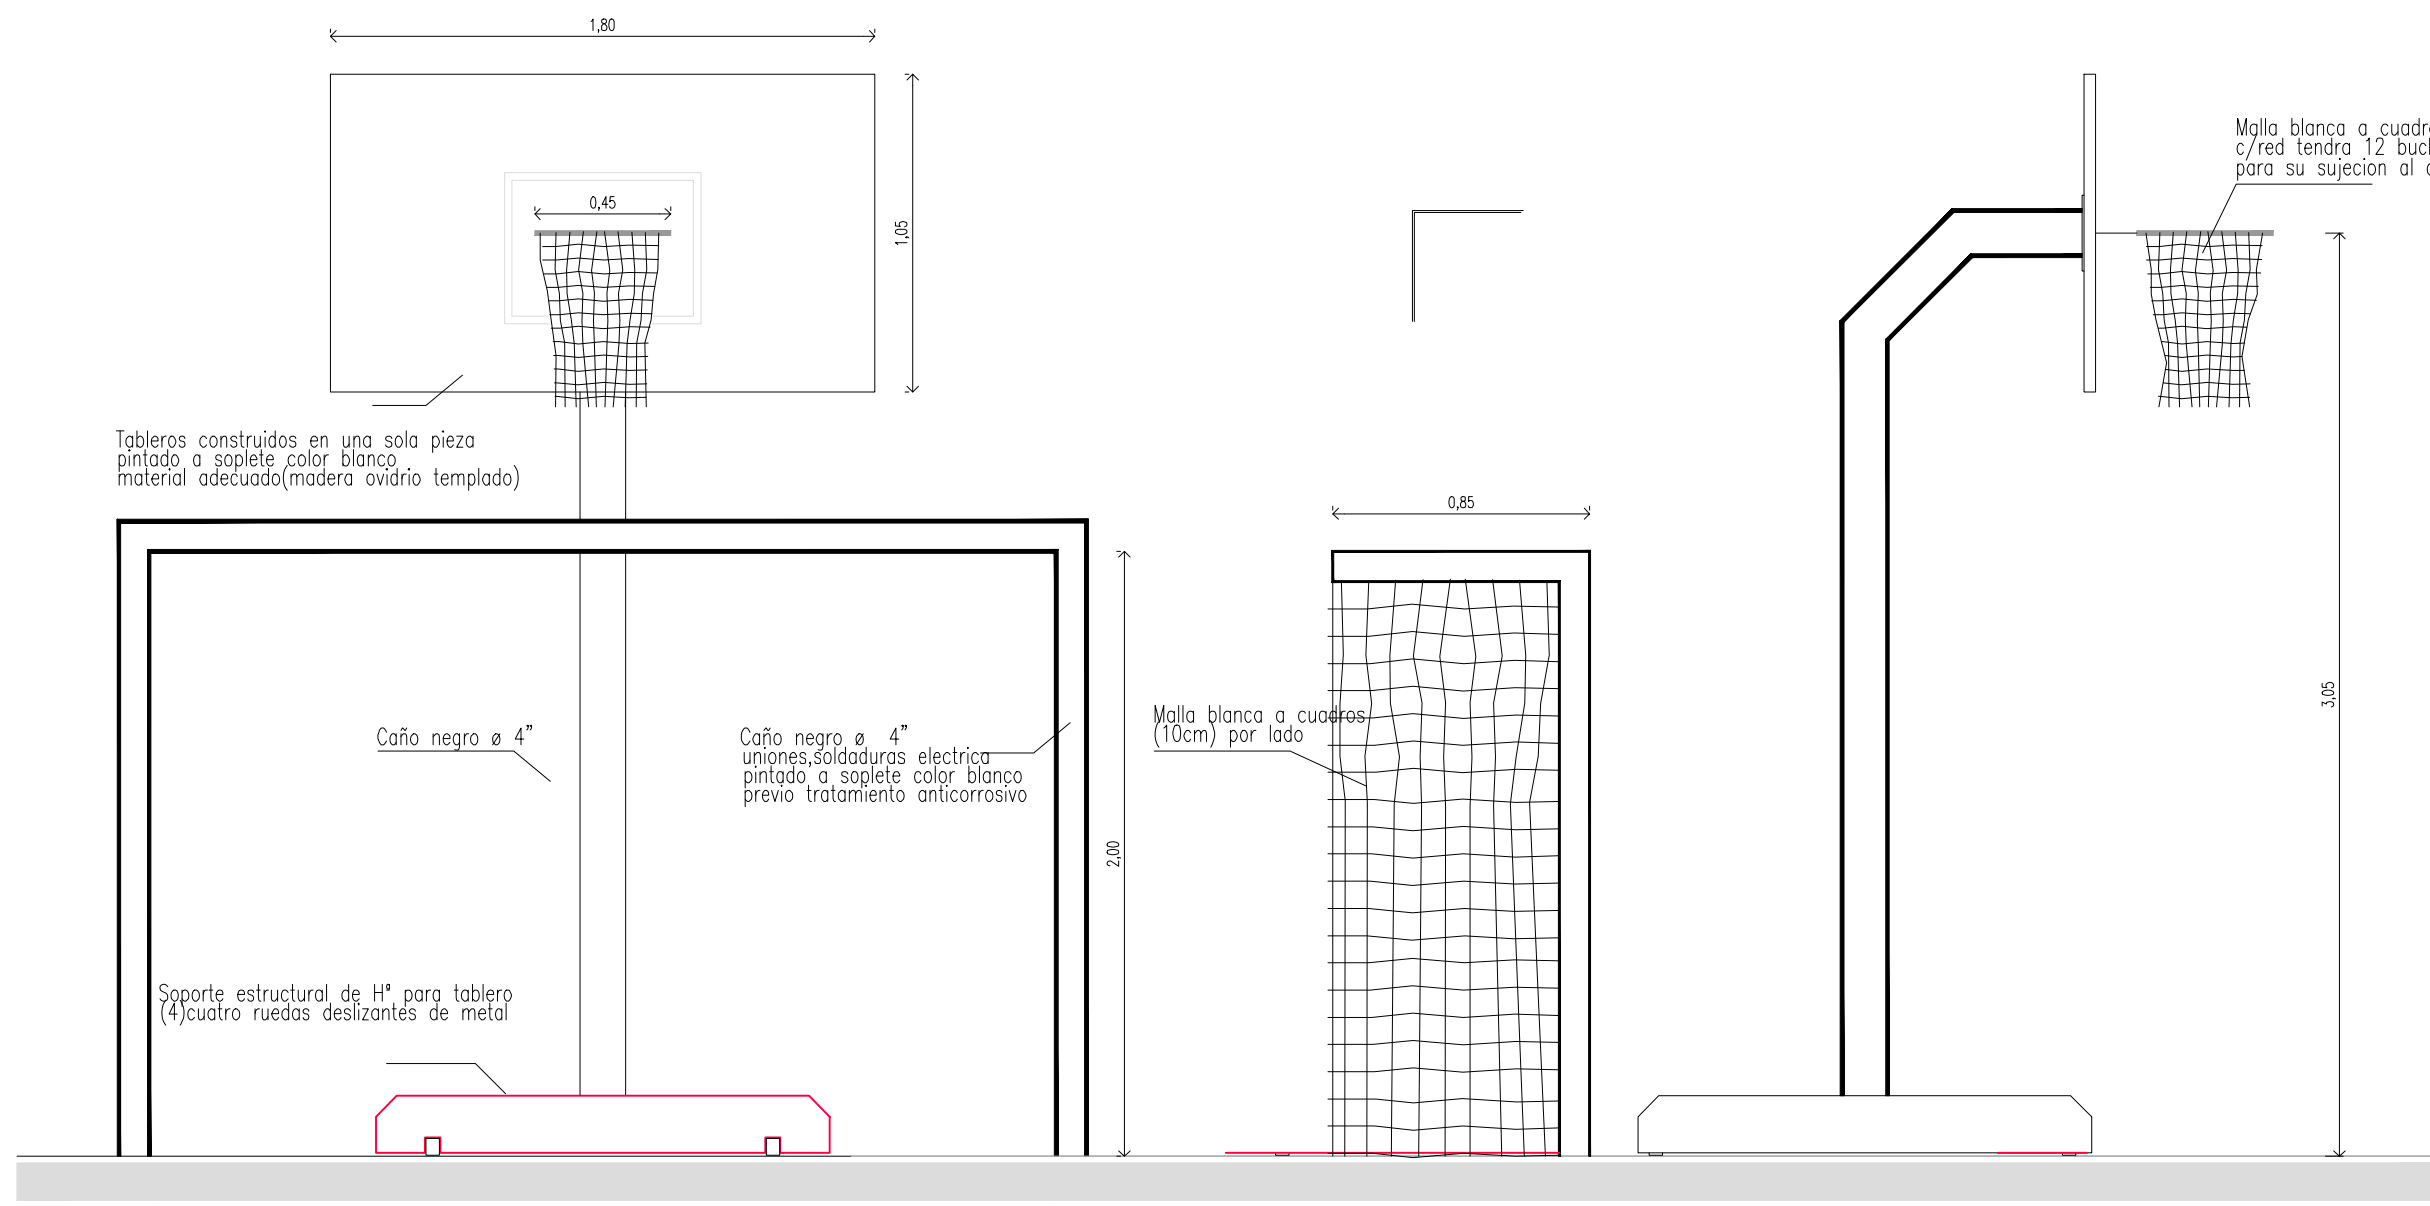 1,80
Malla blanca a
c/red tendra 12
para su sujecion al
0,45
1,05
Tableros construidos en una sola pieza
pintado a soplete color blanco
material adecuado(madera ovidrio templado)
0,85
3,05
Malla blanca a cuadros
(10cm) por lado
Caño negro ø 4"
Caño negro ø 4"
uniones,soldaduras electrica
pintado a soplete color blanco
previo tratamiento anticorrosivo
2,00
Soporte estructural de Hº para tablero
(4)cuatro ruedas deslizantes de metal